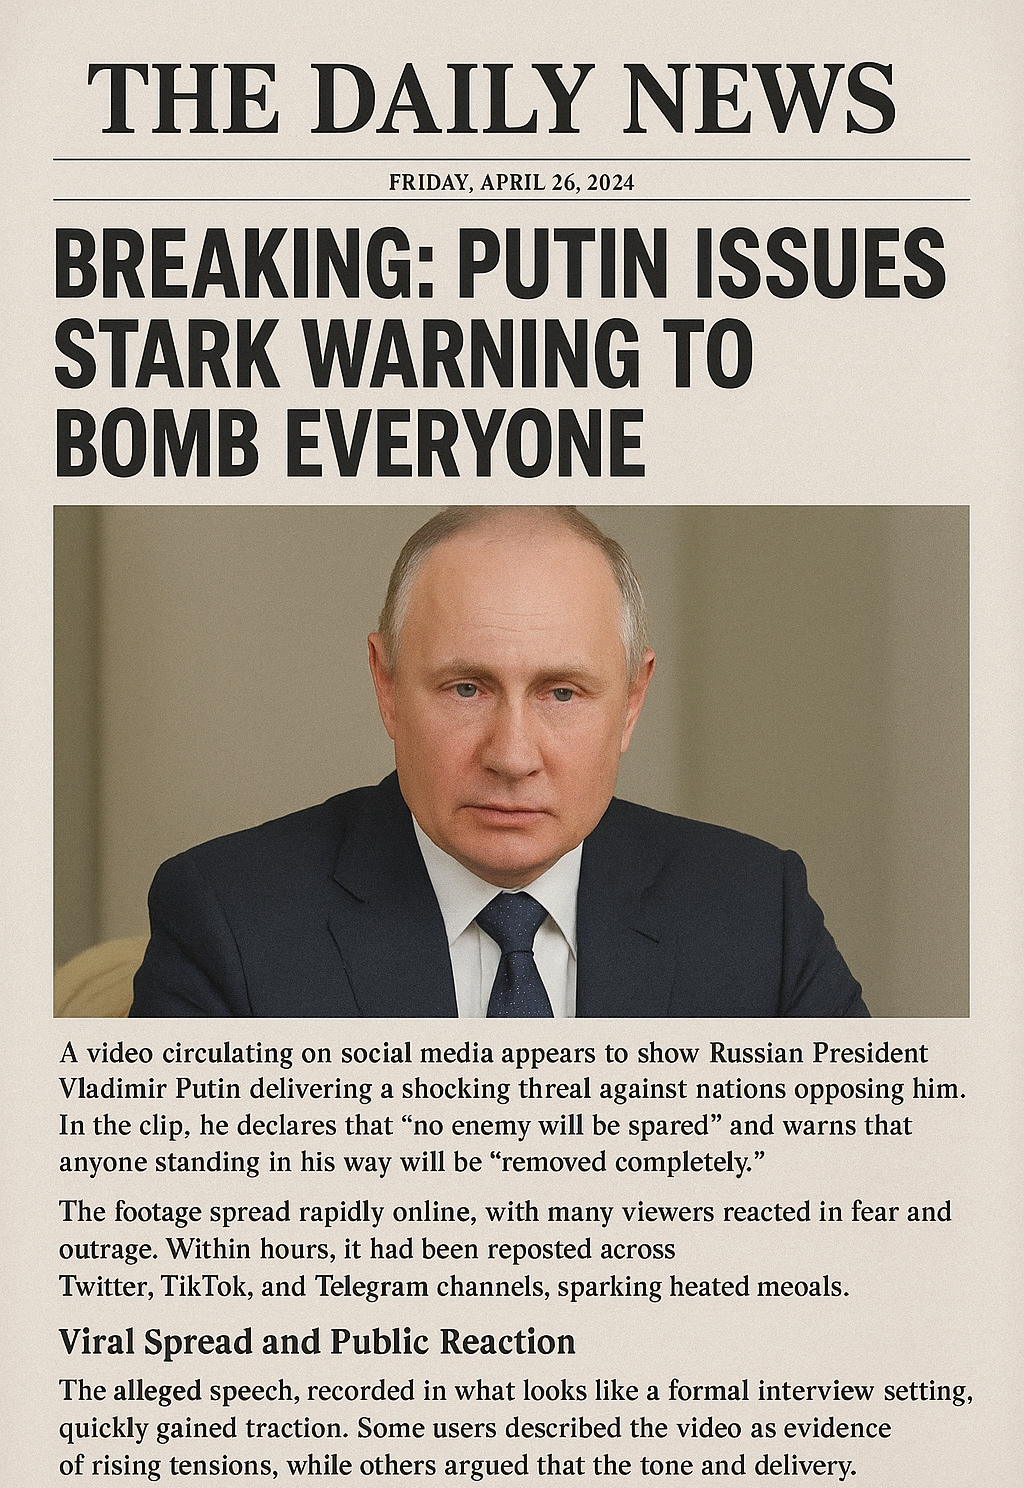 THE DAILY NEWS
FRIDAY, APRIL 26, 2024
BREAKING: PUTIN ISSUES
STARK WARNING TO
BOMB EVERYONE
A video circulating on social media appears to show Russian President
Vladimir Putin delivering a shocking threal against nations opposing him.
In the clip, he declares that “no enemy will be spared” and warns that
anyone standing in his way will be “removed completely.”
The footage spread rapidly online, with many viewers reacted in fear and
outrage. Within hours, it had been reposted across
Twitter, TikTok, and Telegram channels, sparking heated meoals.
Viral Spread and Public Reaction
The alleged speech, recorded in what looks like a formal interview setting,
quickly gained traction. Some users described the video as evidence
of rising tensions, while others argued that the tone and delivery.